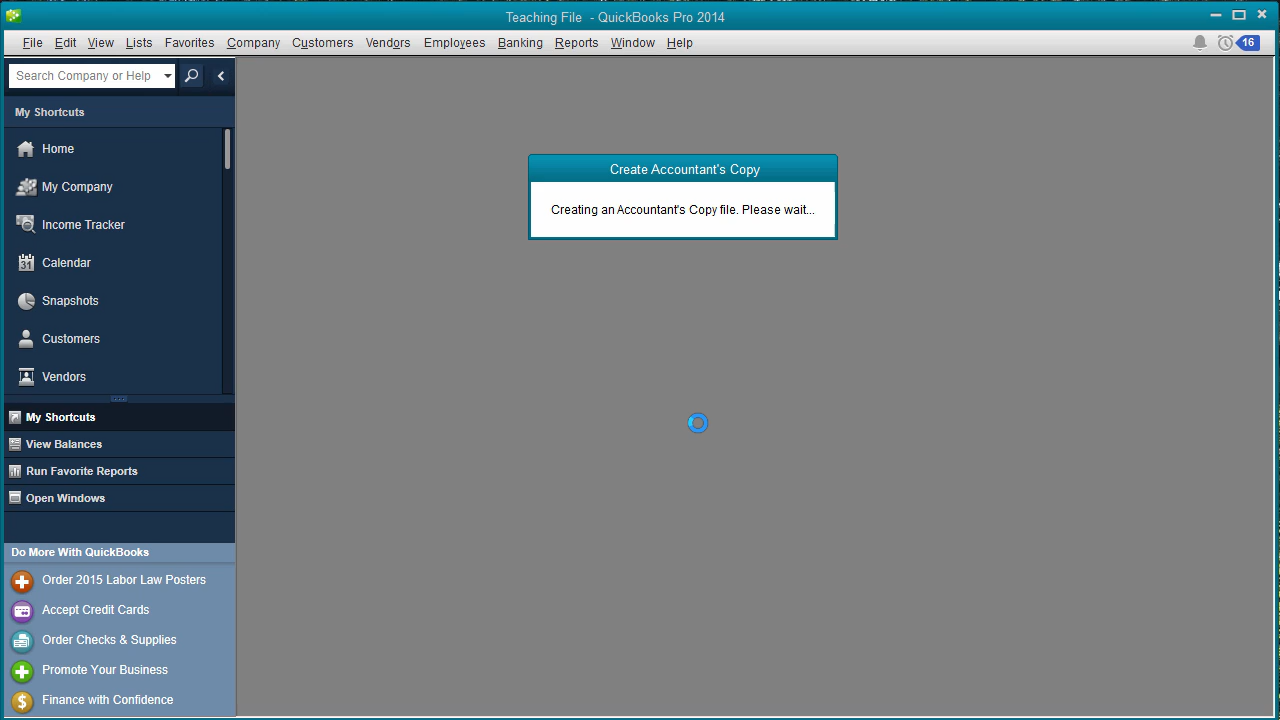 Teaching File - QuickBooks Pro 2014
File Edit View Lists Favorites Company Customers Vendors Employees Banking Reports Window Help
16
Search Company or Help
My Shortcuts
Home
My Company
Income Tracker
31
Calendar
Snapshots
Customers
Vendors
My Shortcuts
View Balances
Run Favorite Reports
Open Windows
Do More With QuickBooks
Order 2015 Labor Law Posters
Accept Credit Cards
Order Checks & Supplies
Promote Your Business
$ Finance with Confidence
Create Accountant's Copy
Creating an Accountant's Copy file. Please wait...